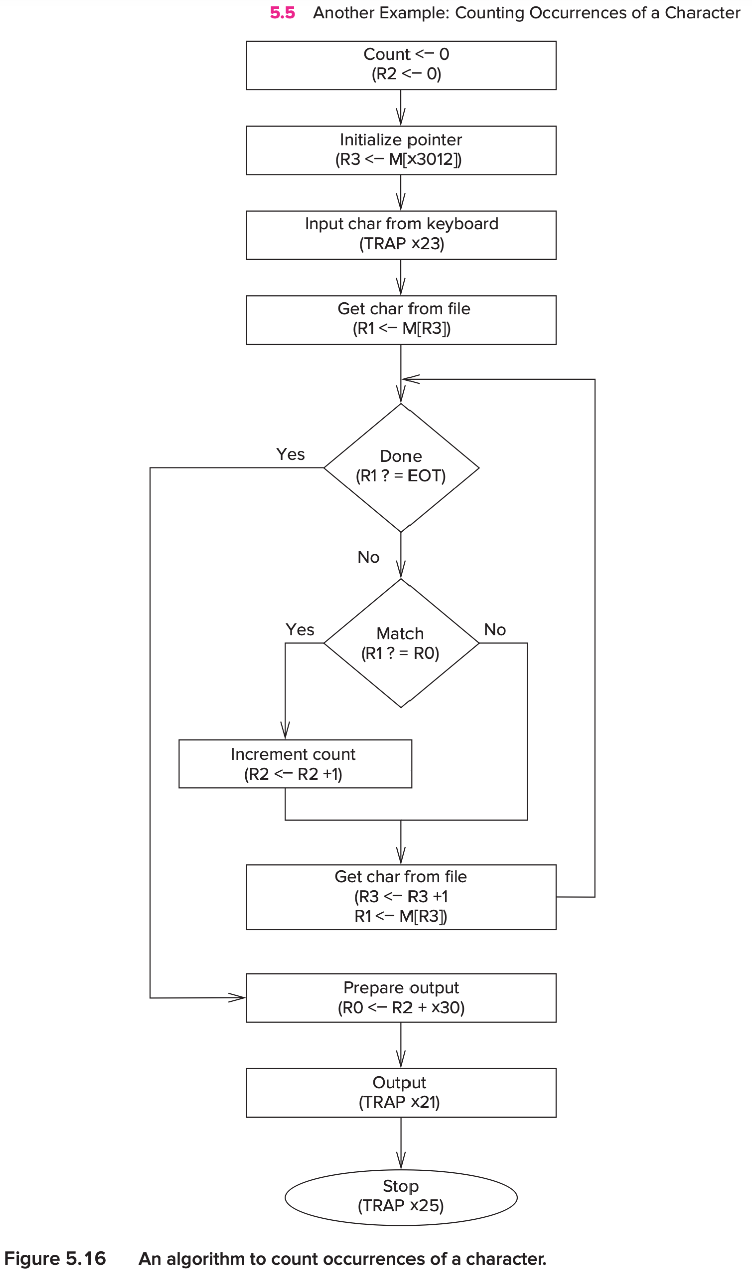 5.5 Another Example: Counting Occurrences of a Character
Count <– 0
(R2 <– 0)
Initialize pointer
(R3 <– M[x3012])
Input char from keyboard
(TRAP x23)
Get char from file
(R1 <– M[R3])
Yes
Done
(R1 ? = EOT)
No
Yes
Match
(R1 ? = R0)
No
Increment count
(R2 <– R2 +1)
Get char from file
(R3 <– R3 +1
R1 <– M[R3])
Prepare output
(R0 <– R2 + x30)
Output
(TRAP x21)
Stop
(TRAP x25)
Figure 5.16 An algorithm to count occurrences of a character.